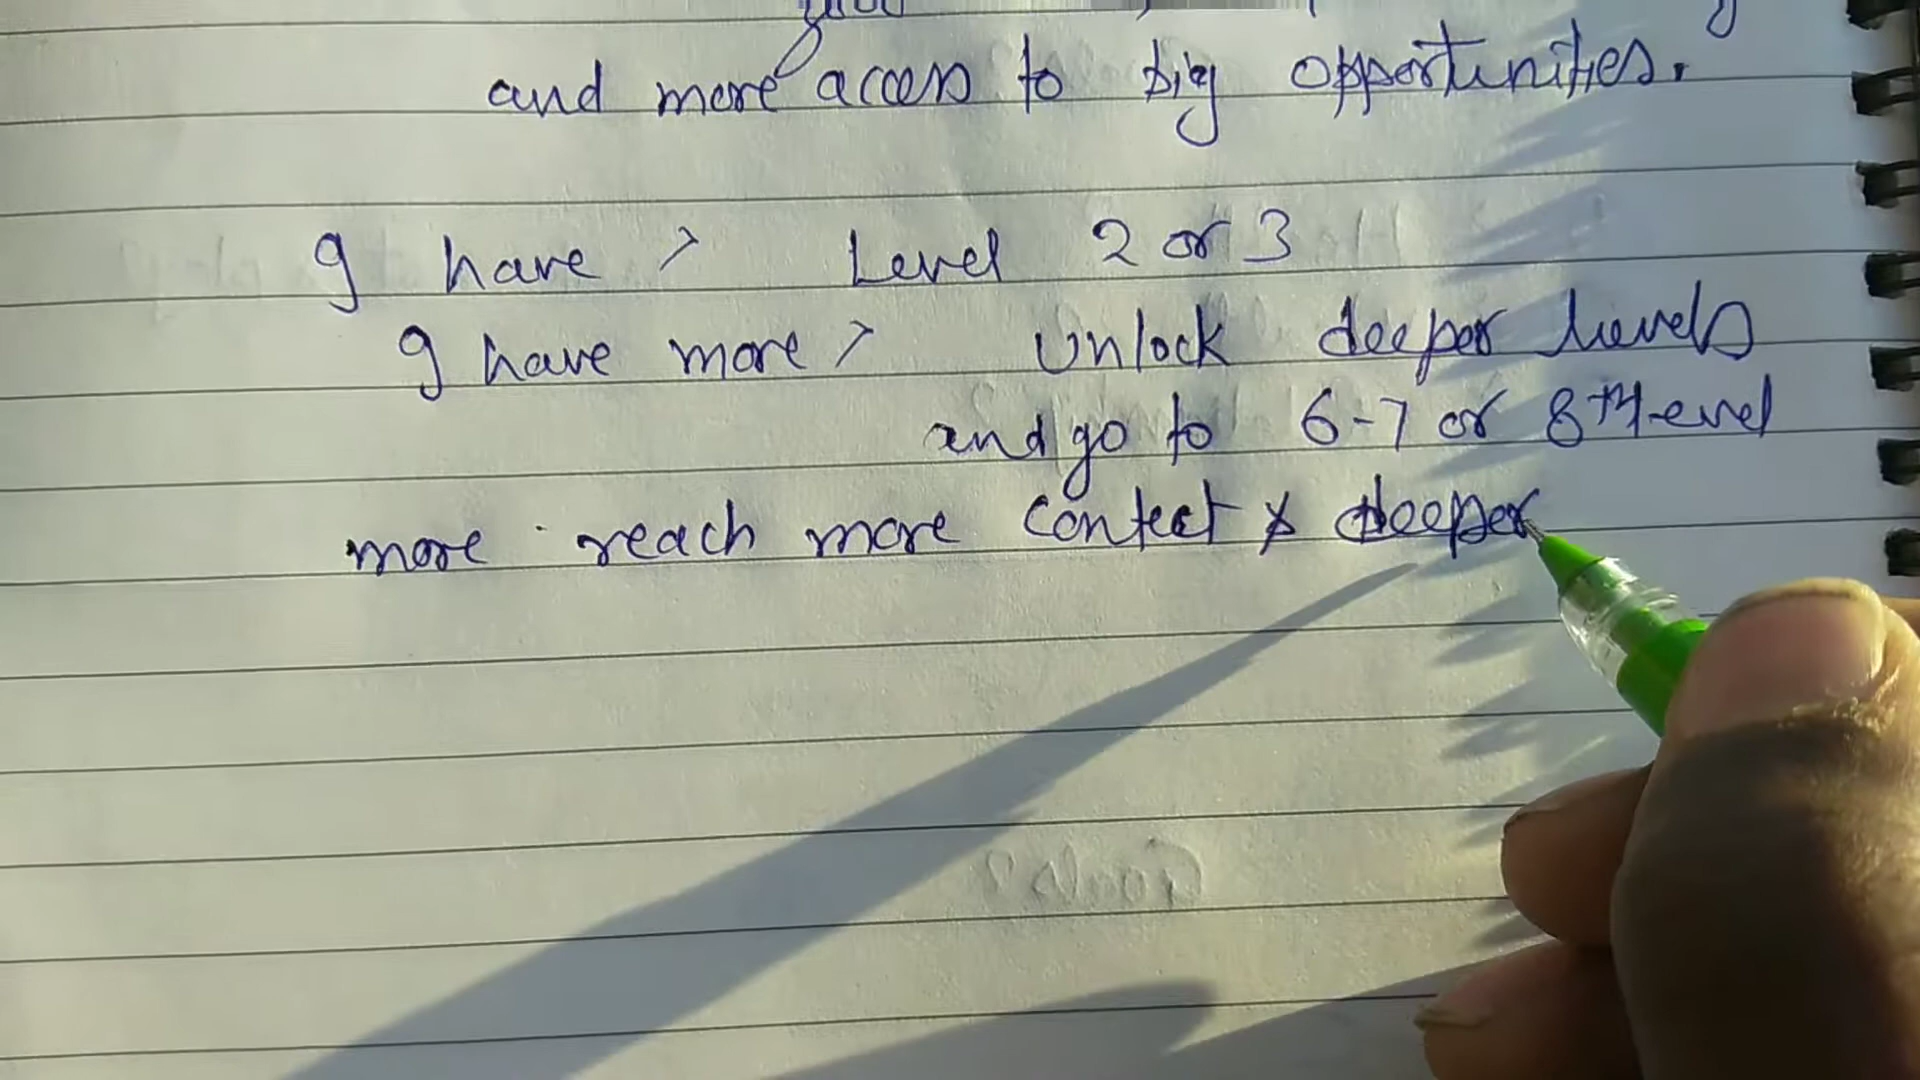 and more access to big opportunities.
I have > Level 2 or 3
I have more > Unlock deeper levels
and go to 6-7 or 8th level
more reach more contect & deeper